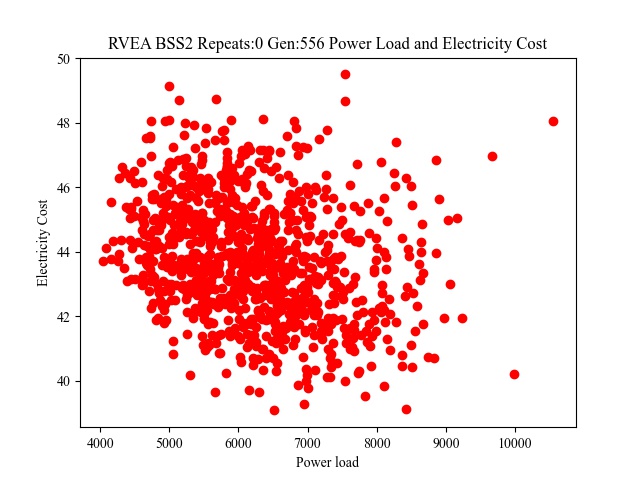 RVEA BSS2 Repeats:0 Gen:556 Power Load and Electricity Cost
50
48
46
44
42
40
Electricity Cost
4000 5000 6000 7000 8000 9000 10000
Power load